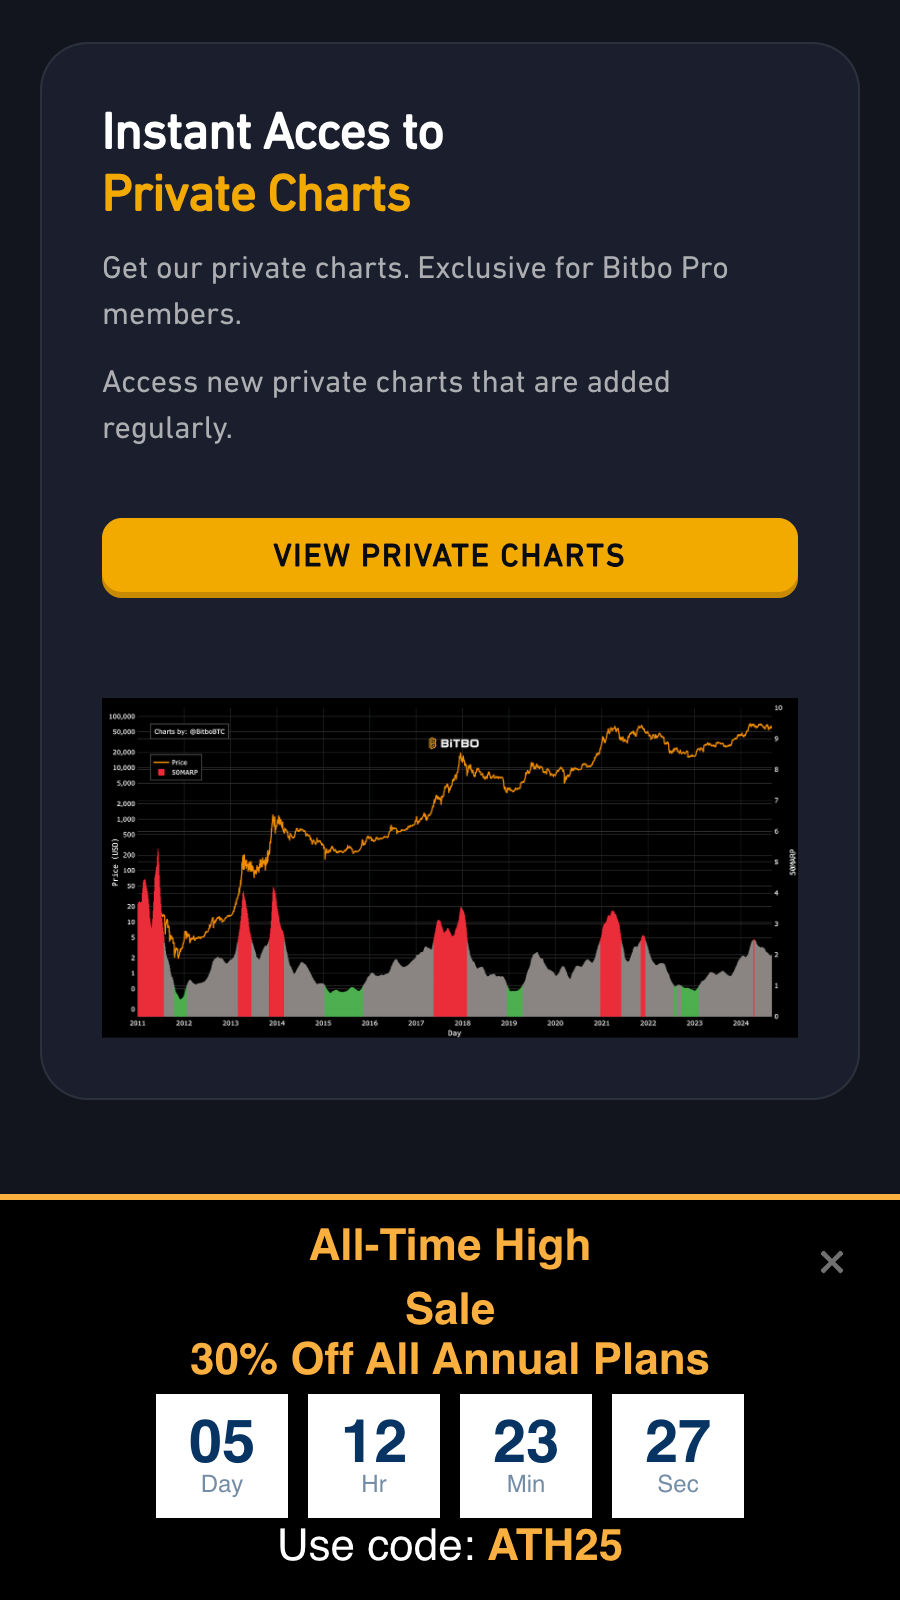 Instant Acces to
Private Charts
Get our private charts. Exclusive for Bitbo Pro
members.
Access new private charts that are added
regularly.
VIEW PRIVATE CHARTS
Charts by: @BitboBTC
BiTBO
Price
50MARP
100,000
50,000
20,000
10,000
5,000
2,000
1,000
500
200
100
50
20
10
5
2
1
0
0
Price (USD)
10
9
8
7
6
5
4
3
2
1
0
50MARP
2011 2012 2013 2014 2015 2016 2017 2018 2019 2020 2021 2022 2023 2024
Day
All-Time High
×
Sale
30% Off All Annual Plans
05 12 23 27
Day Hr Min Sec
Use code: ATH25